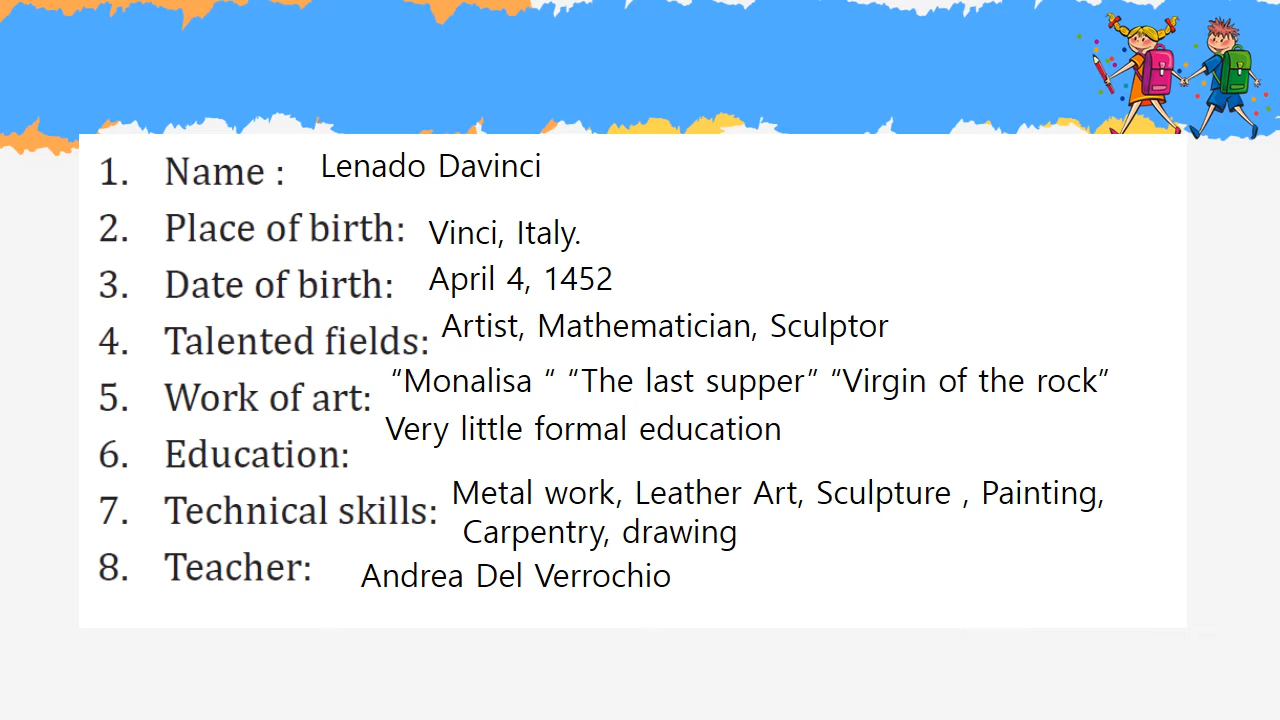 1. Name : Lenado Davinci
2. Place of birth: Vinci, Italy.
3. Date of birth: April 4, 1452
4. Talented fields: Artist, Mathematician, Sculptor
5. Work of art: “Monalisa “ “The last supper” “Virgin of the rock”
6. Education: Very little formal education
7. Technical skills: Metal work, Leather Art, Sculpture , Painting,
Carpentry, drawing
8. Teacher: Andrea Del Verrochio